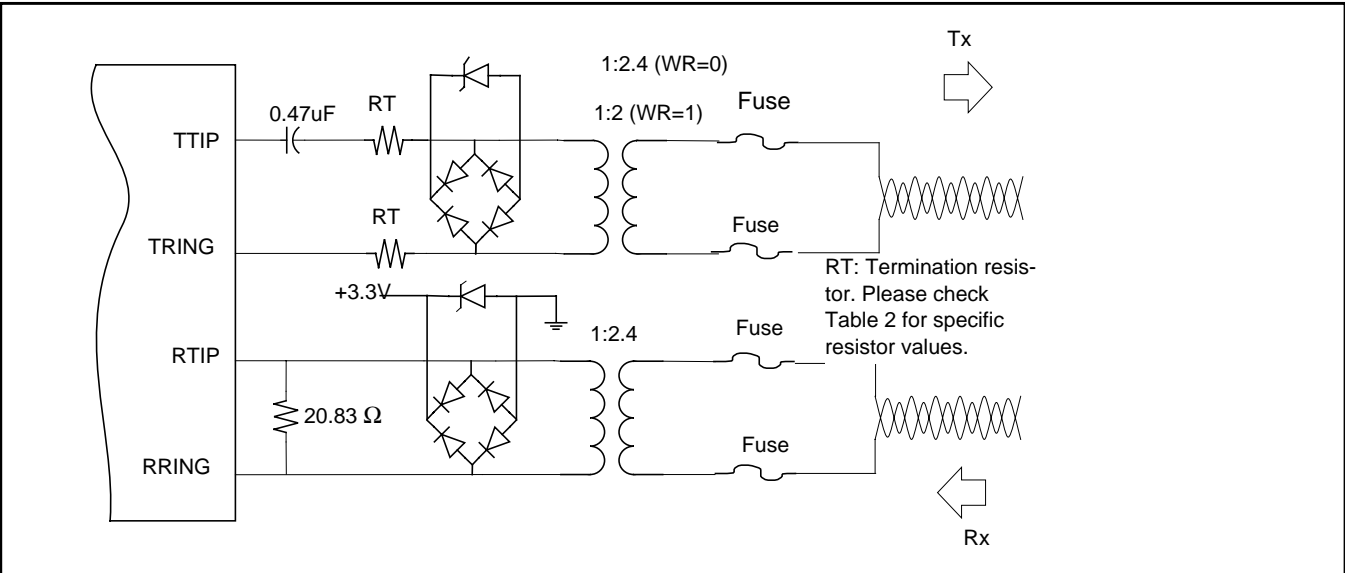 Tx
1:2.4 (WR=0)
Fuse
0.47uF
RT
1:2 (WR=1)
TTIP
RT
Fuse
TRING
RT: Termination resis-
tor. Please check
Table 2 for specific
resistor values.
+3.3V
1:2.4
Fuse
RTIP
20.83 Ω
Fuse
RRING
Rx